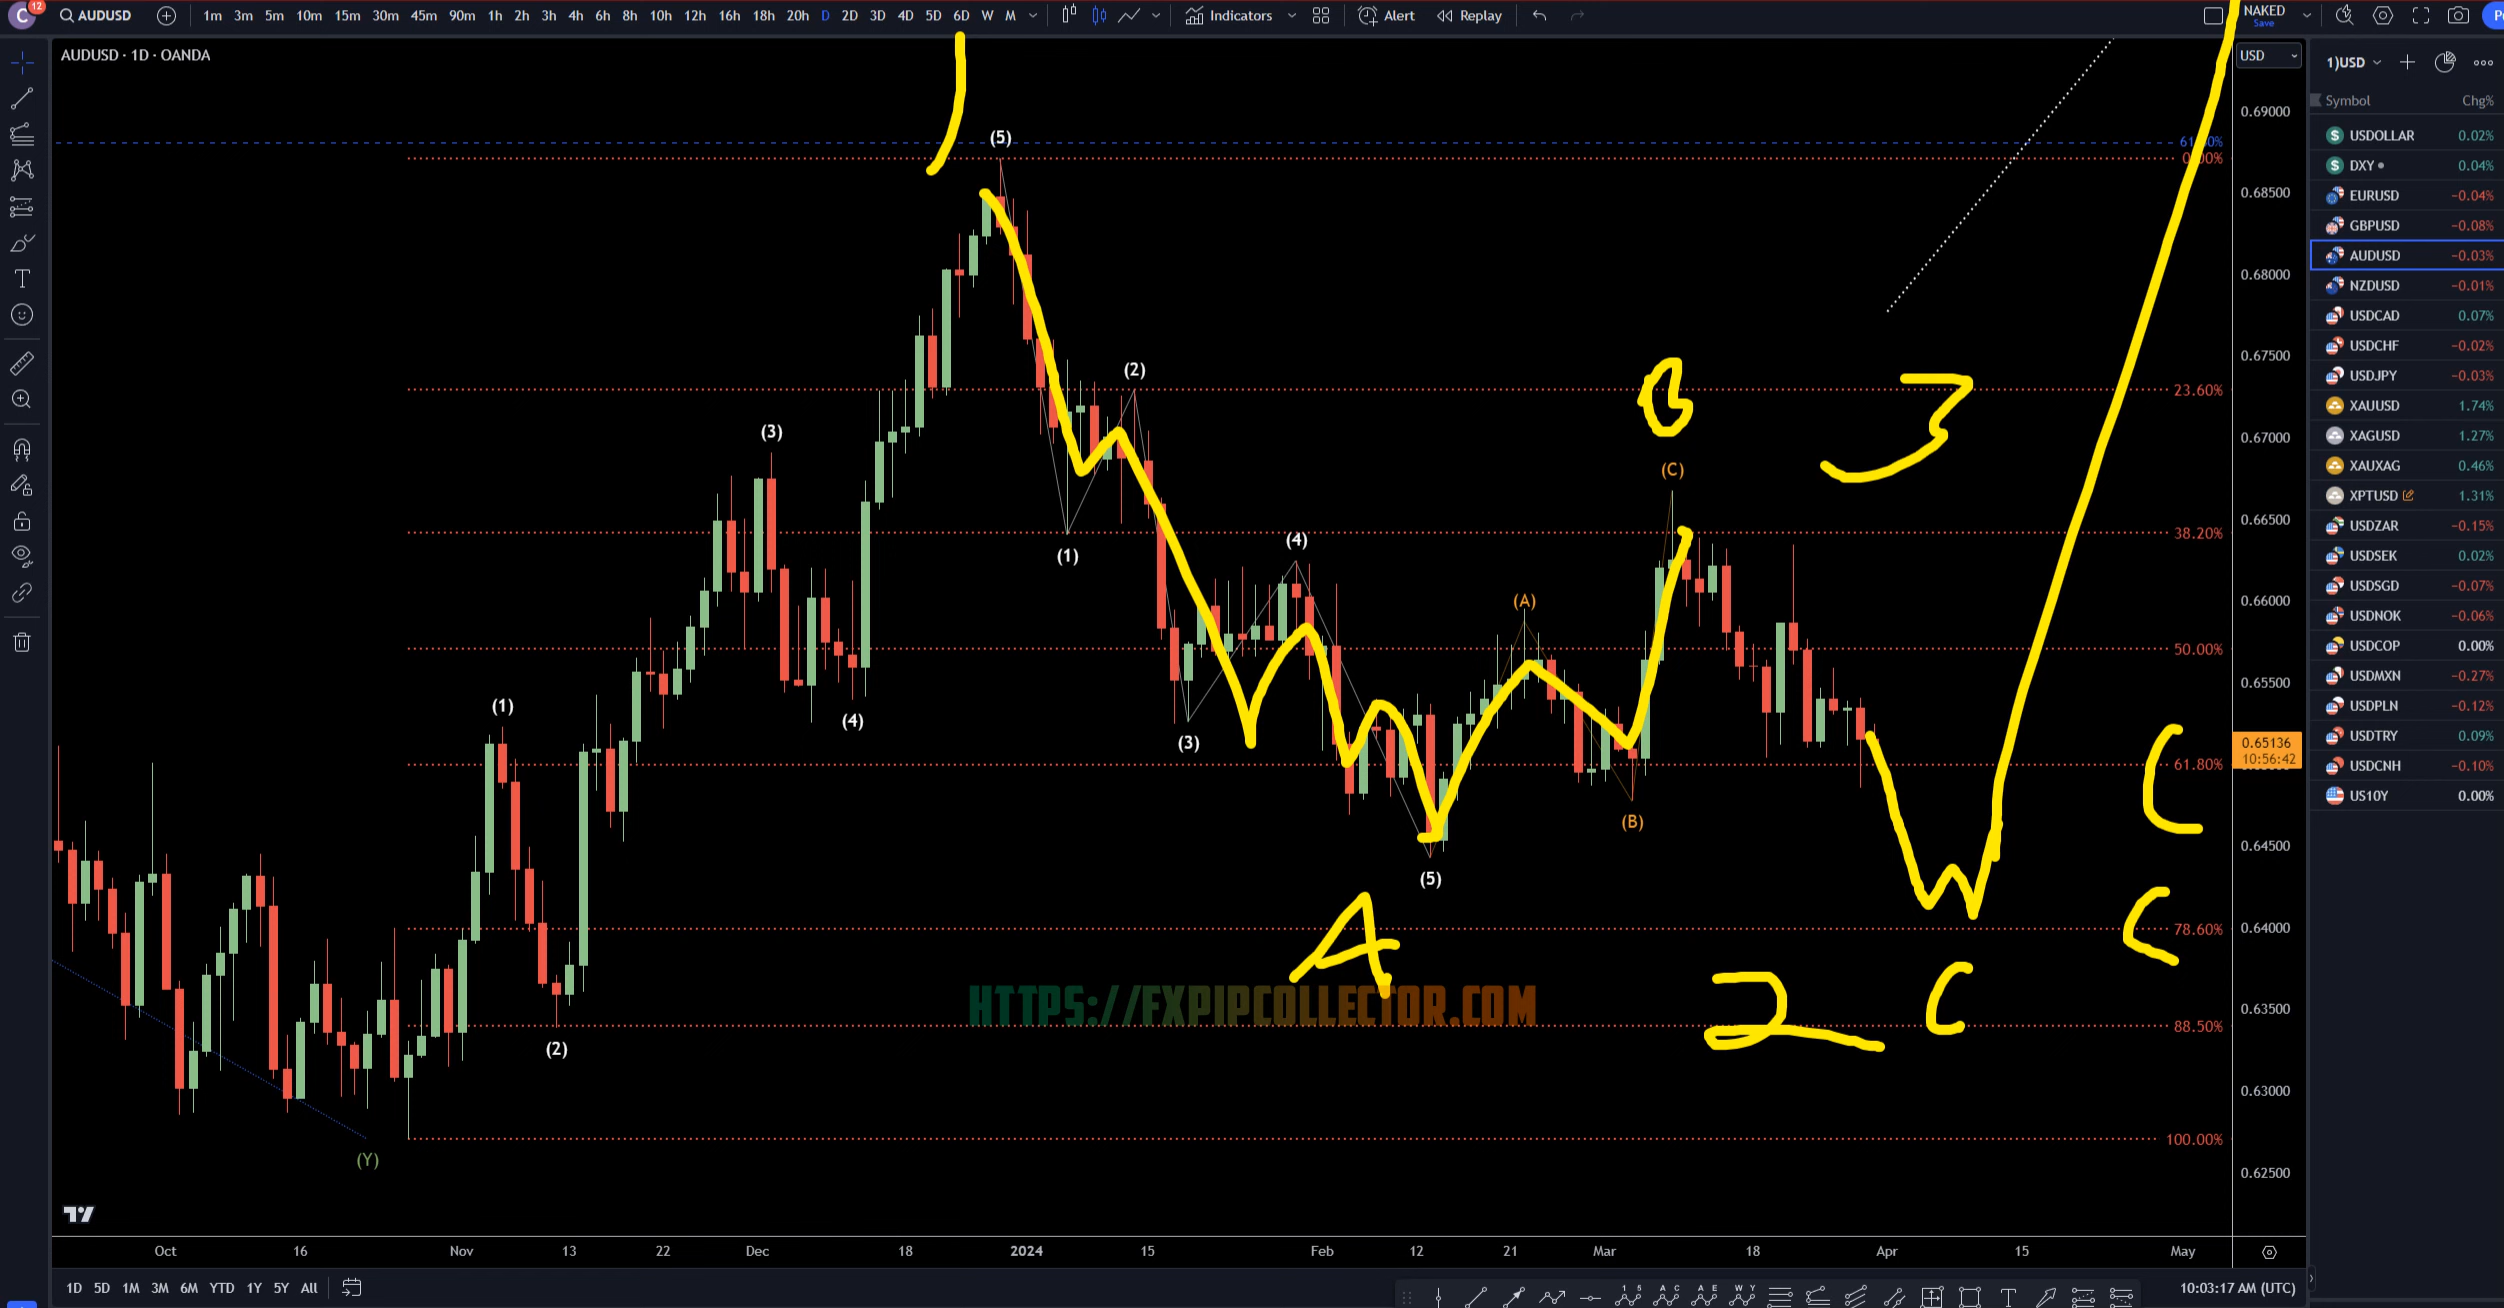 C 12 AUDUSD 1m 3m 5m 10m 15m 30m 45m 90m 1h 2h 3h 4h 6h 8h 10h 12h 16h 18h 20h D 2D 3D 4D 5D 6D W M Indicators Alert Replay NAKED
Save
AUDUSD · 1D · OANDA
USD
1)USD
Symbol Chg%
USDOLLAR 0.02%
DXY 0.04%
EURUSD −0.04%
GBPUSD −0.08%
AUDUSD −0.03%
NZDUSD −0.01%
USDCAD 0.07%
USDCHF −0.02%
USDJPY −0.03%
XAUUSD 1.74%
XAGUSD 1.27%
XAUXAG 0.46%
XPTUSD 1.31%
USDZAR −0.15%
USDSEK 0.02%
USDSGD −0.07%
USDNOK −0.06%
USDCOP 0.00%
USDMXN −0.27%
USDPLN −0.12%
USDTRY 0.09%
USDCNH −0.10%
US10Y 0.00%
0.69000
0.68500
0.68000
0.67500
0.67000
0.66500
0.66000
0.65500
0.65136
10:56:42
0.64500
0.64000
0.63500
0.63000
0.62500
0.00%
23.60%
38.20%
50.00%
61.80%
78.60%
88.50%
100.00%
(5)
(2)
(3)
(1)
(4)
(C)
(A)
(1)
(4)
(3)
(B)
(5)
(2)
(Y)
B
3
A
2
C
C
C
HTTPS://FXPIPCOLLECTOR.COM
Oct 16 Nov 13 22 Dec 18 2024 15 Feb 12 21 Mar 18 Apr 15 May
1D 5D 1M 3M 6M YTD 1Y 5Y All
10:03:17 AM (UTC)